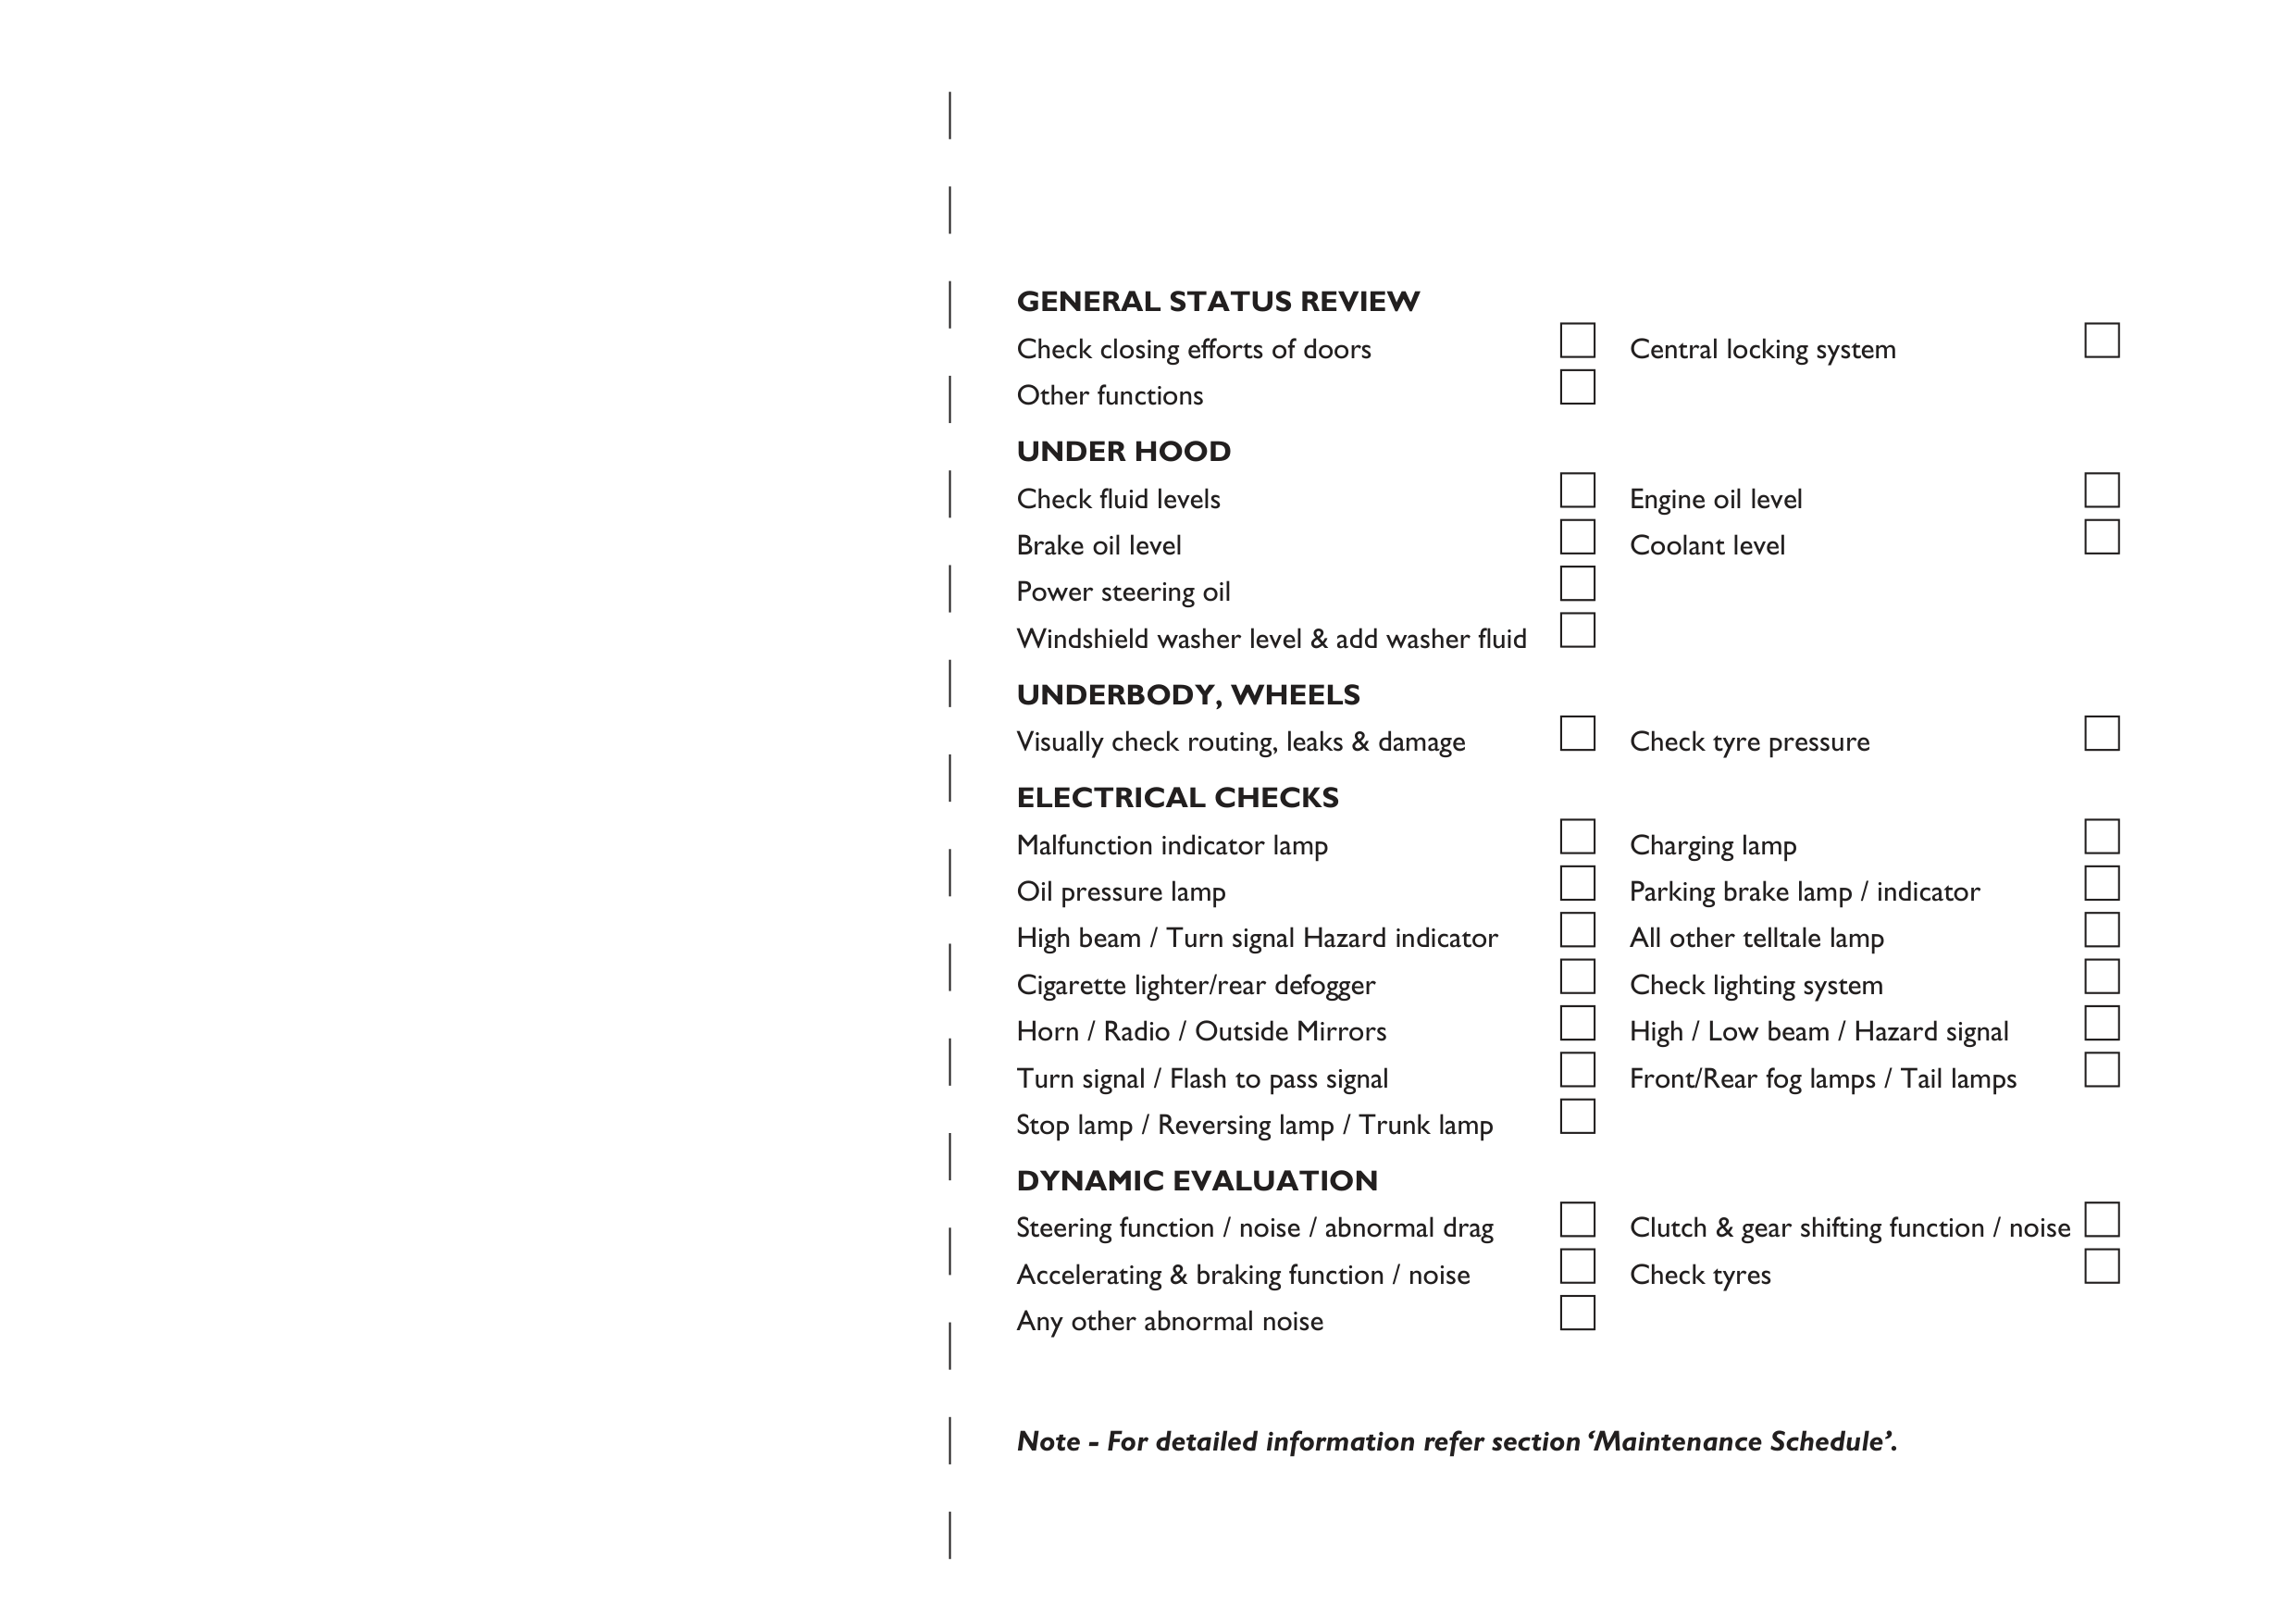 GENERAL STATUS REVIEW
Check closing efforts of doors Central locking system
Other functions
UNDER HOOD
Check fluid levels Engine oil level
Brake oil level Coolant level
Power steering oil
Windshield washer level & add washer fluid
UNDERBODY, WHEELS
Visually check routing, leaks & damage Check tyre pressure
ELECTRICAL CHECKS
Malfunction indicator lamp Charging lamp
Oil pressure lamp Parking brake lamp / indicator
High beam / Turn signal Hazard indicator All other telltale lamp
Cigarette lighter/rear defogger Check lighting system
Horn / Radio / Outside Mirrors High / Low beam / Hazard signal
Turn signal / Flash to pass signal Front/Rear fog lamps / Tail lamps
Stop lamp / Reversing lamp / Trunk lamp
DYNAMIC EVALUATION
Steering function / noise / abnormal drag Clutch & gear shifting function / noise
Accelerating & braking function / noise Check tyres
Any other abnormal noise
Note - For detailed information refer section ‘Maintenance Schedule’.